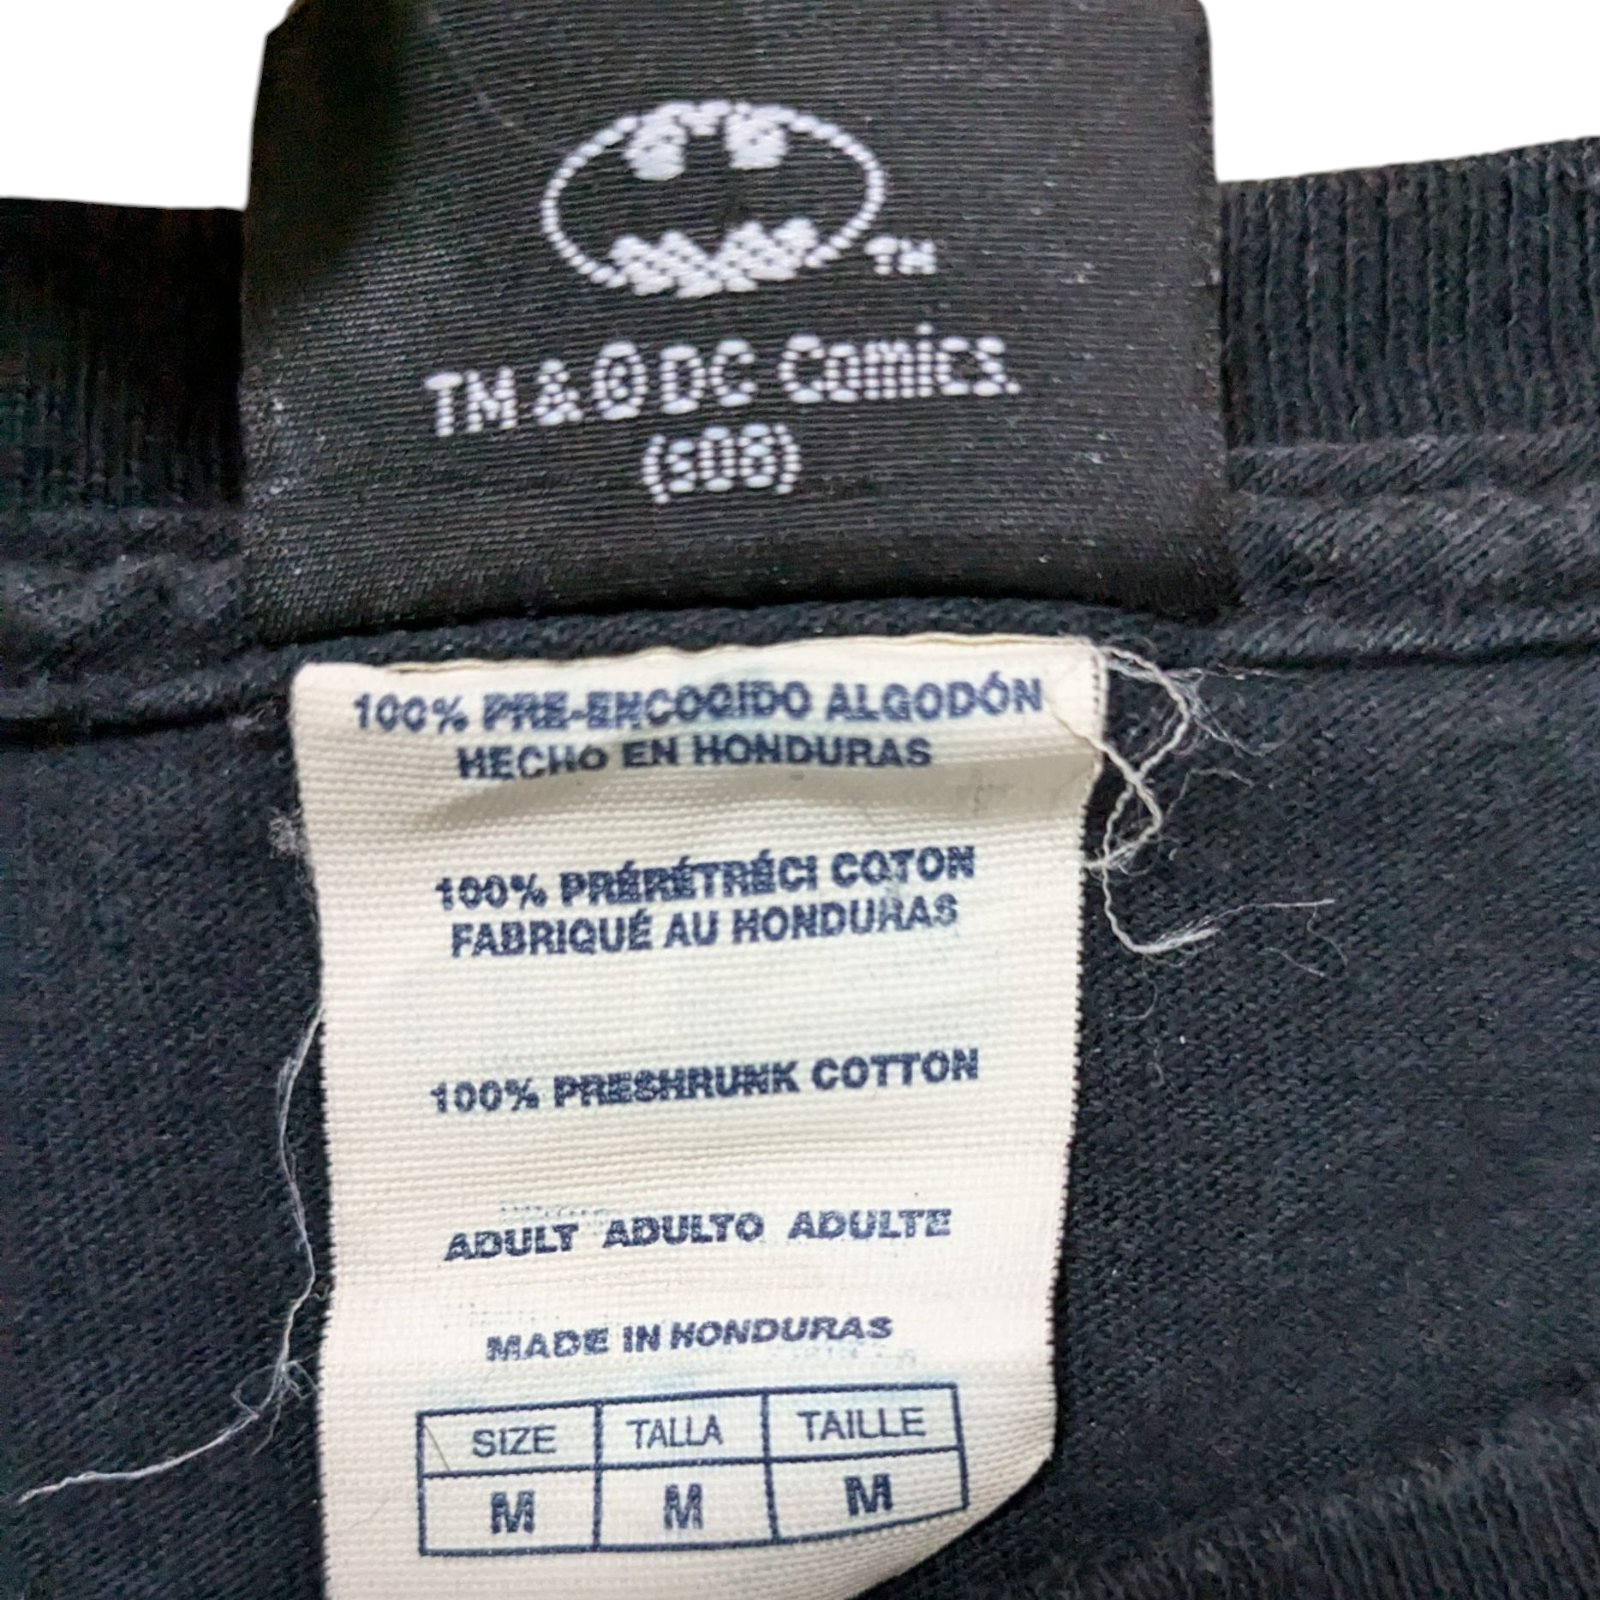 TM
TM & © DC Comics.
(s08)
100% PRE-ENCOGIDO ALGODÓN
HECHO EN HONDURAS
100% PRÉRÉTRÉCI COTON
FABRIQUÉ AU HONDURAS
100% PRESHRUNK COTTON
ADULT ADULTO ADULTE
MADE IN HONDURAS
SIZE TALLA TAILLE
M M M